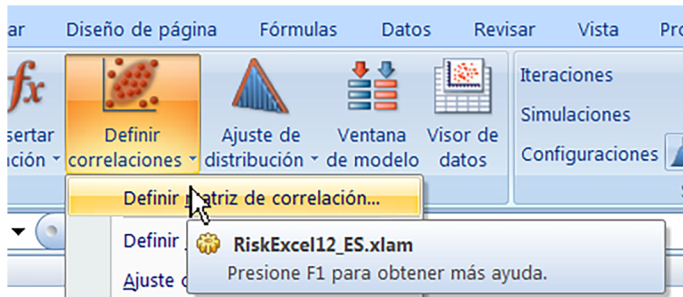 ar Diseño de página Fórmulas Datos Revisar Vista Pro
fx
sertar Definir Ajuste de Ventana Visor de Iteraciones
ción correlaciones distribución de modelo datos Simulaciones
Configuraciones
Definir matriz de correlación...
Definir
RiskExcel12_ES.xlam
Presione F1 para obtener más ayuda.
Ajuste